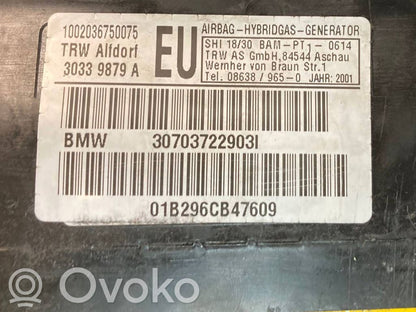 1002036750075
TRW Alfdorf
3033 9879 A
EU
AIRBAG-HYBRIDGAS-GENERATOR
SHI 18/30 BAM-PT1-0614
TRW AS GmbH, 84544 Aschau
Wernher von Braun Str.1
Tel. 08638/965-0 JAHR: 2001
BMW 30703722903I
01B296CB47609
Ovoko